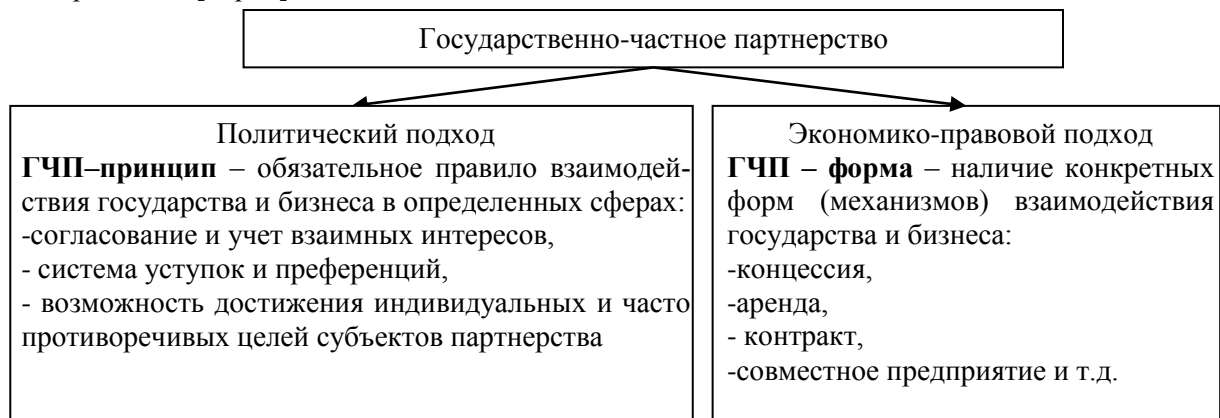 Государственно-частное партнерство
Политический подход
ГЧП–принцип – обязательное правило взаимодей-
ствия государства и бизнеса в определенных сферах:
-согласование и учет взаимных интересов,
- система уступок и преференций,
- возможность достижения индивидуальных и часто
противоречивых целей субъектов партнерства
Экономико-правовой подход
ГЧП – форма – наличие конкретных
форм (механизмов) взаимодействия
государства и бизнеса:
-концессия,
-аренда,
- контракт,
-совместное предприятие и т.д.